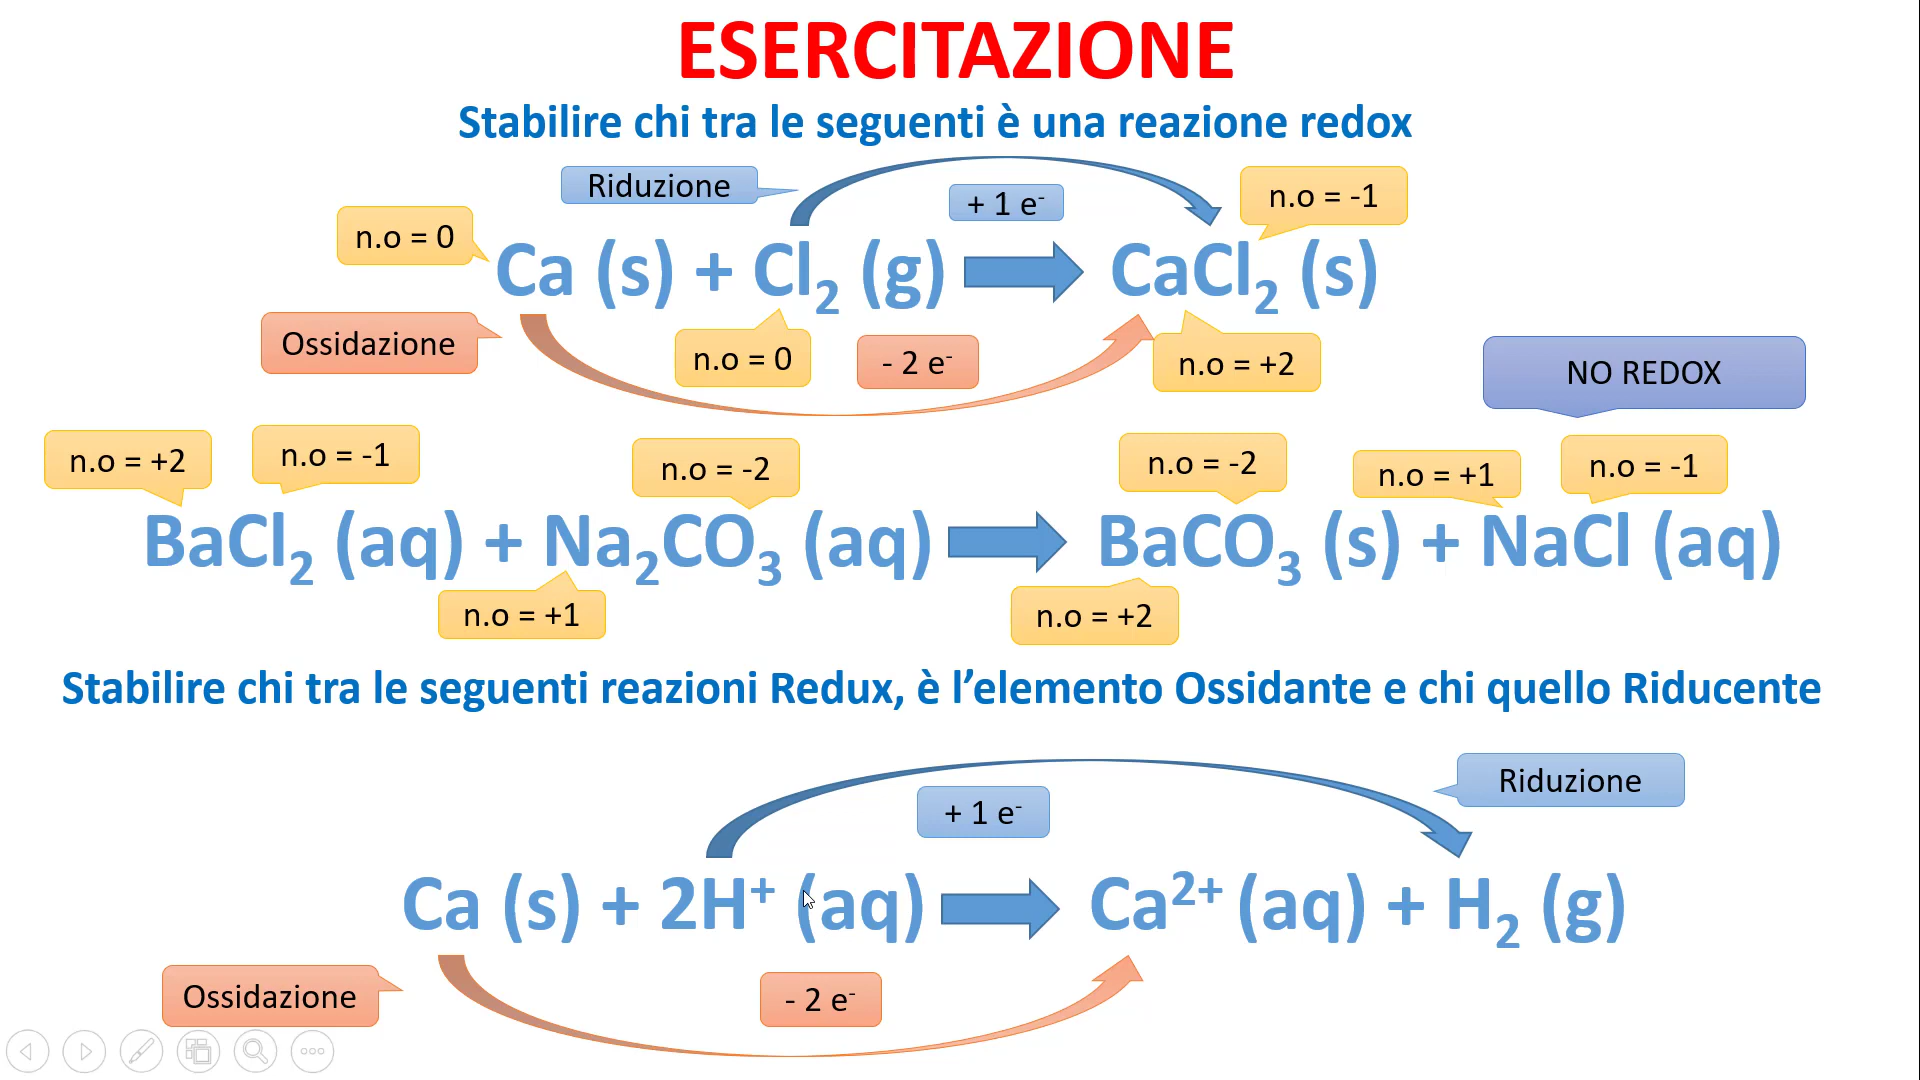 ESERCITAZIONE
Stabilire chi tra le seguenti è una reazione redox
Riduzione
+ 1 e⁻
n.o = -1
n.o = 0
Ca (s) + Cl₂ (g) CaCl₂ (s)
Ossidazione
n.o = 0
- 2 e⁻
n.o = +2
NO REDOX
n.o = +2
n.o = -1
n.o = -2
n.o = -2
n.o = +1
n.o = -1
BaCl₂ (aq) + Na₂CO₃ (aq) BaCO₃ (s) + NaCl (aq)
n.o = +1
n.o = +2
Stabilire chi tra le seguenti reazioni Redux, è l’elemento Ossidante e chi quello Riducente
Riduzione
+ 1 e⁻
Ca (s) + 2H⁺ (aq) Ca²⁺ (aq) + H₂ (g)
Ossidazione
- 2 e⁻